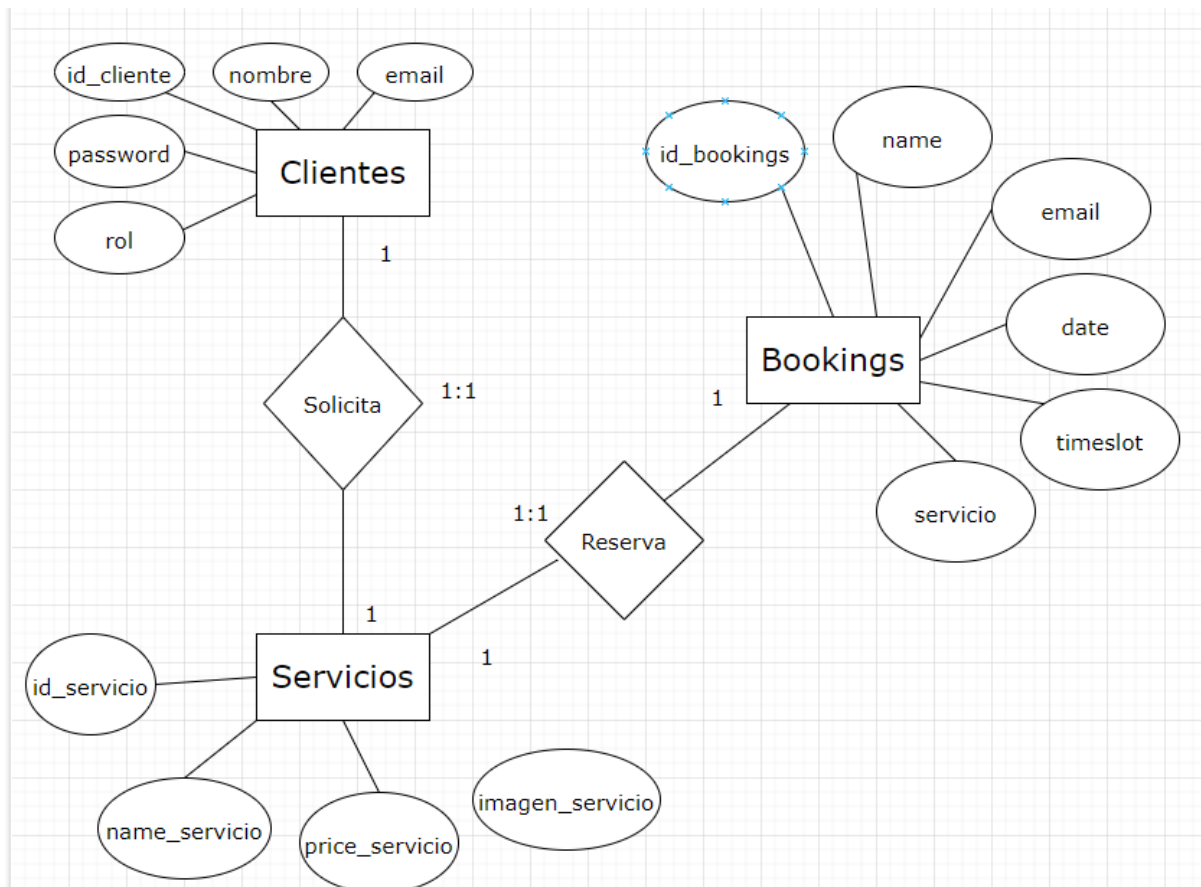 id_cliente
nombre
email
password
Clientes
rol
1
id_bookings
name
email
date
Bookings
timeslot
servicio
1
Solicita
1:1
1:1
Reserva
1
1
Servicios
id_servicio
name_servicio
price_servicio
imagen_servicio